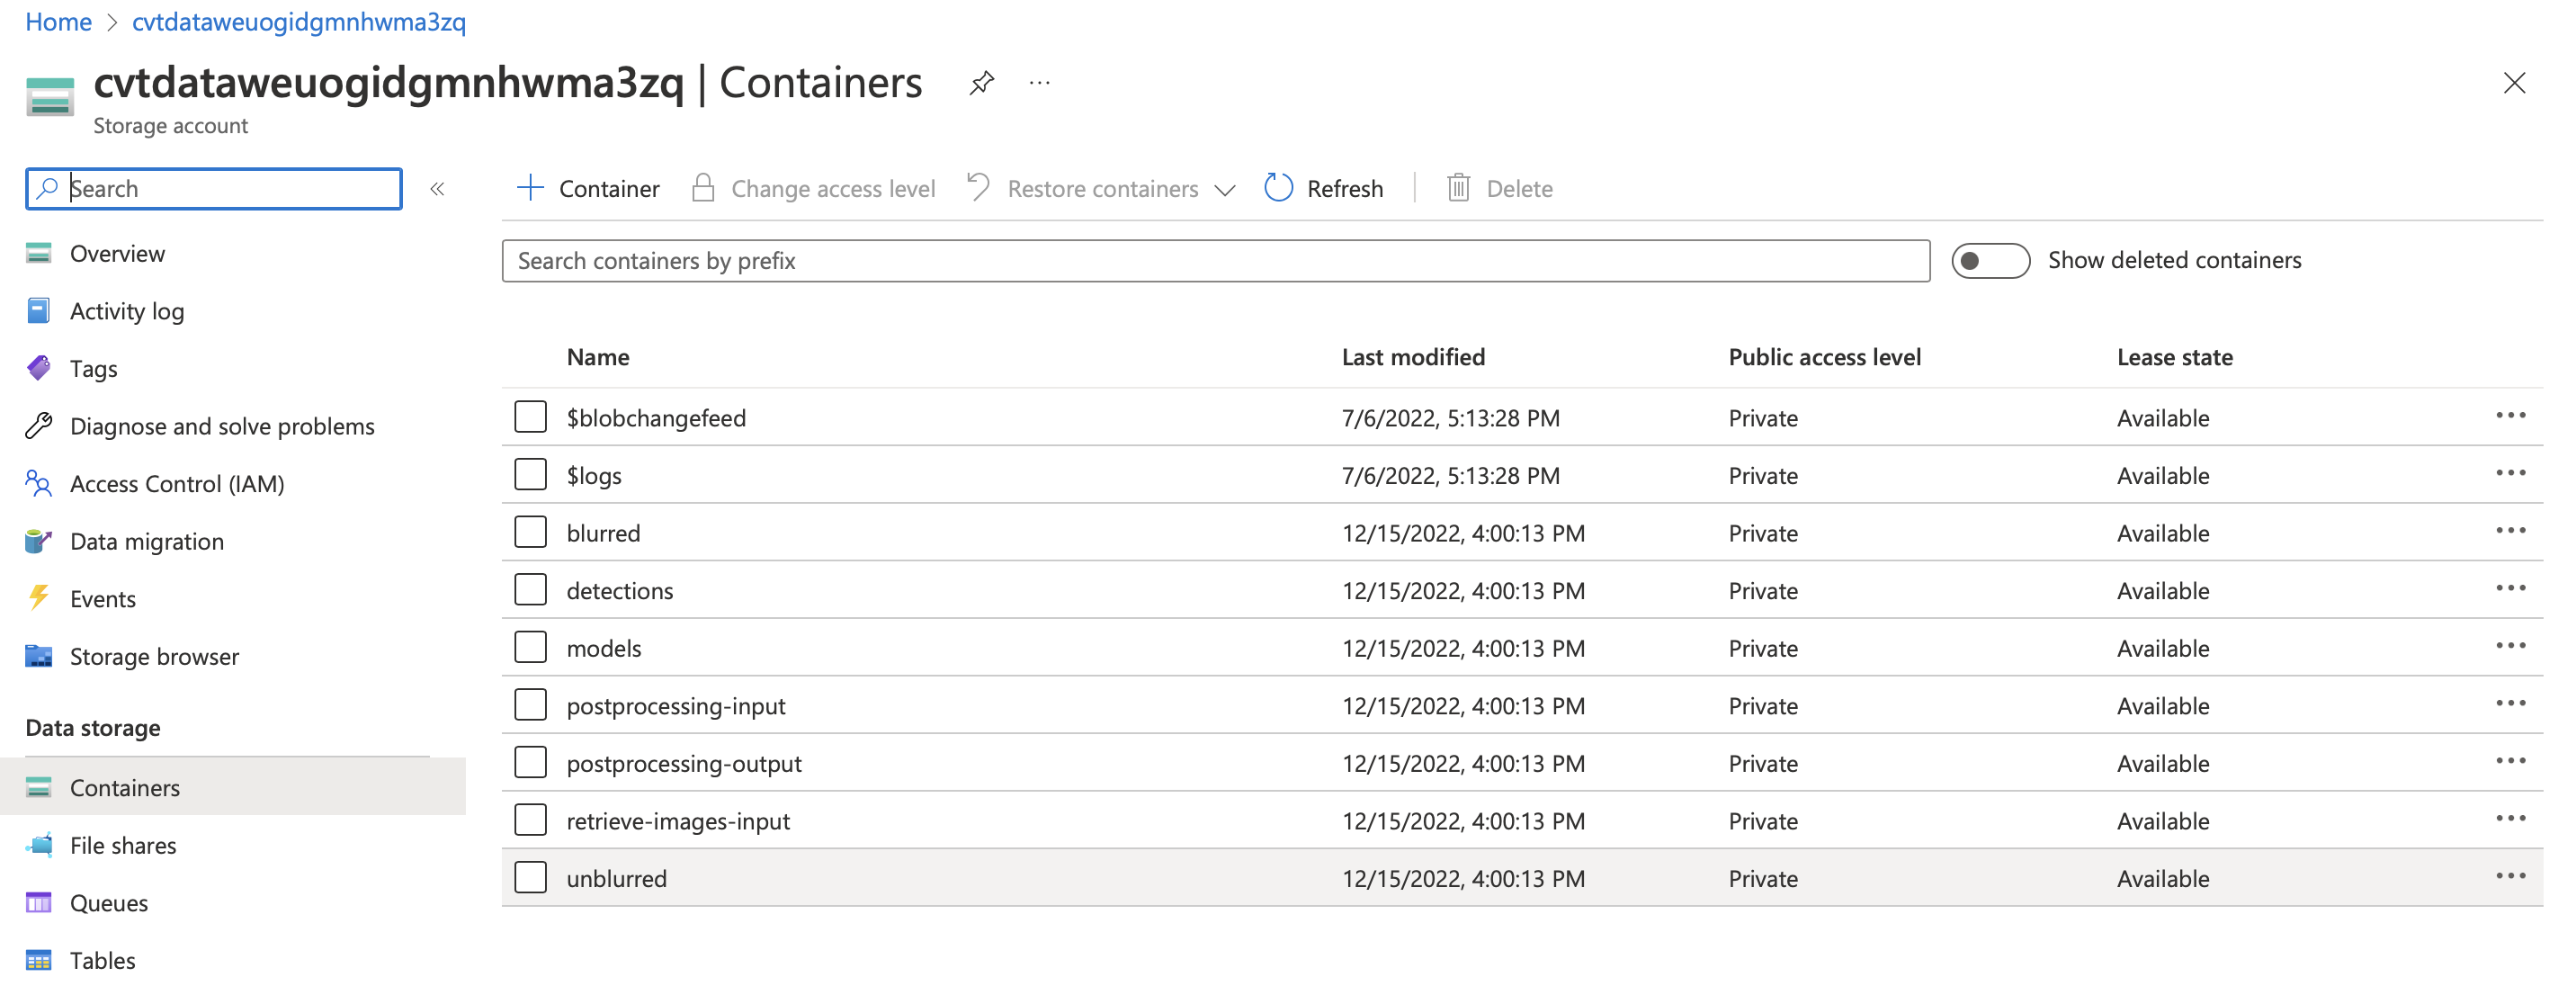 Home > cvtdataweuogidgmnhwma3zq
cvtdataweuogidgmnhwma3zq | Containers ...
Storage account
Search «
+ Container Change access level Restore containers Refresh | Delete
Search containers by prefix Show deleted containers
Overview
Activity log
Tags
Diagnose and solve problems
Access Control (IAM)
Data migration
Events
Storage browser
Data storage
Containers
File shares
Queues
Tables
Name Last modified Public access level Lease state
$blobchangefeed 7/6/2022, 5:13:28 PM Private Available ...
$logs 7/6/2022, 5:13:28 PM Private Available ...
blurred 12/15/2022, 4:00:13 PM Private Available ...
detections 12/15/2022, 4:00:13 PM Private Available ...
models 12/15/2022, 4:00:13 PM Private Available ...
postprocessing-input 12/15/2022, 4:00:13 PM Private Available ...
postprocessing-output 12/15/2022, 4:00:13 PM Private Available ...
retrieve-images-input 12/15/2022, 4:00:13 PM Private Available ...
unblurred 12/15/2022, 4:00:13 PM Private Available ...